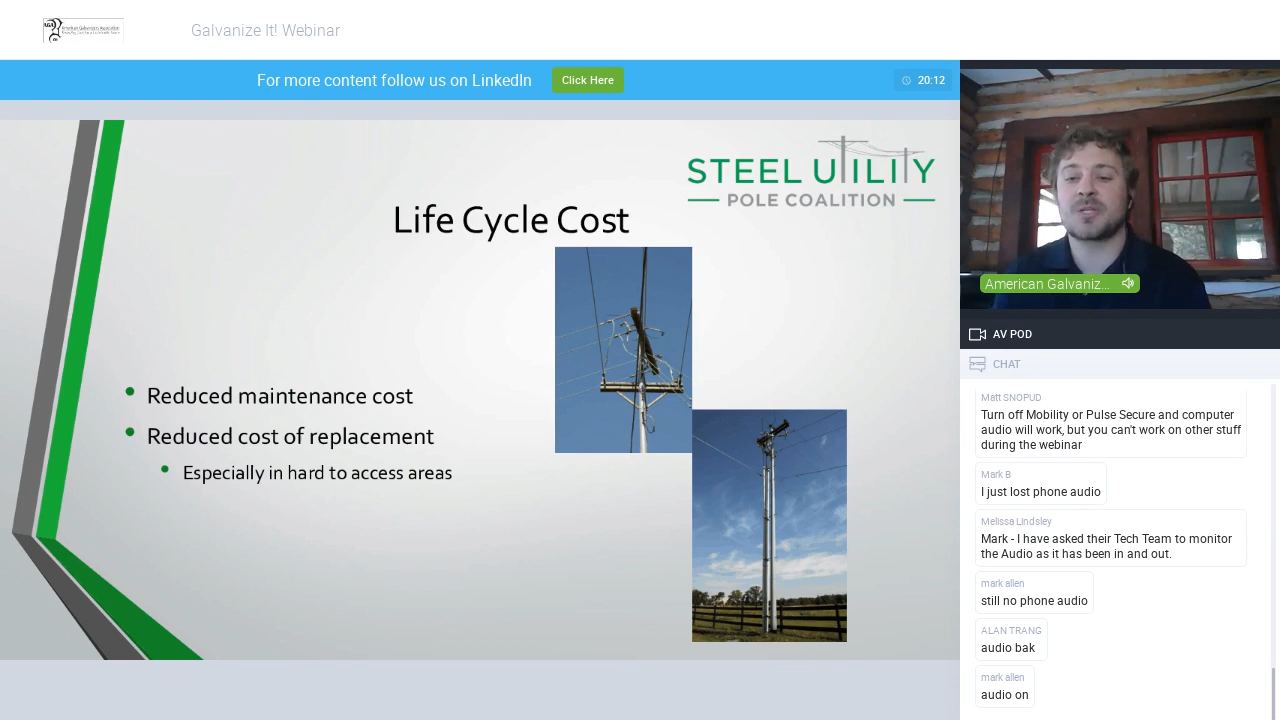 AGA
American Galvanizers Association
Galvanize It! Webinar
For more content follow us on LinkedIn
Click Here
20:12
STEEL UTILITY
POLE COALITION
Life Cycle Cost
Reduced maintenance cost
Reduced cost of replacement
Especially in hard to access areas
American Galvaniz...
AV POD
CHAT
Matt SNOPUD
Turn off Mobility or Pulse Secure and computer
audio will work, but you can't work on other stuff
during the webinar
Mark B
I just lost phone audio
Melissa Lindsley
Mark - I have asked their Tech Team to monitor
the Audio as it has been in and out.
mark allen
still no phone audio
ALAN TRANG
audio bak
mark allen
audio on